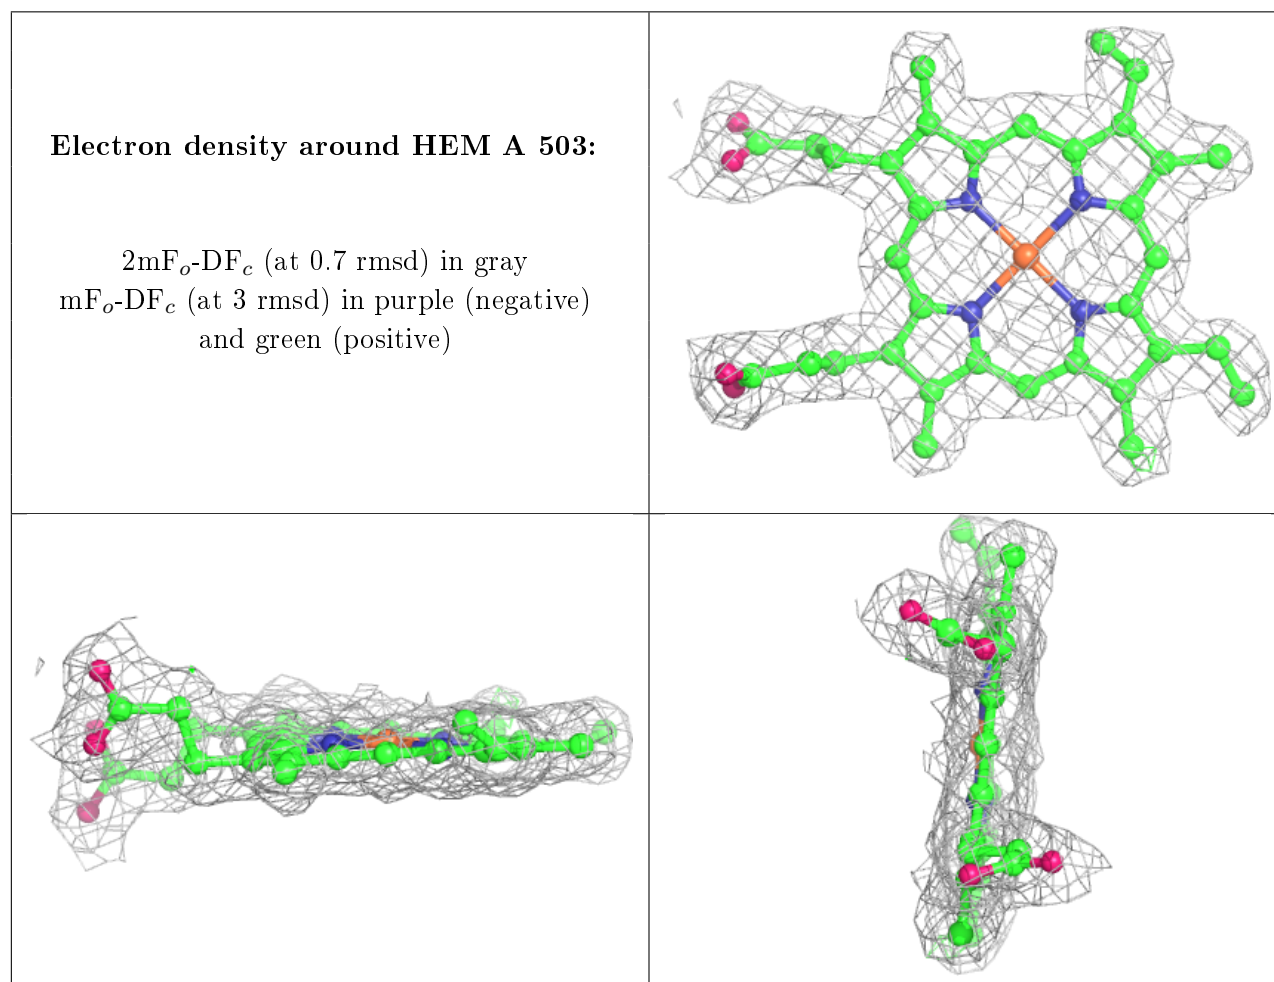 Electron density around HEM A 503:
2mFo-DFc (at 0.7 rmsd) in gray
mFo-DFc (at 3 rmsd) in purple (negative)
and green (positive)